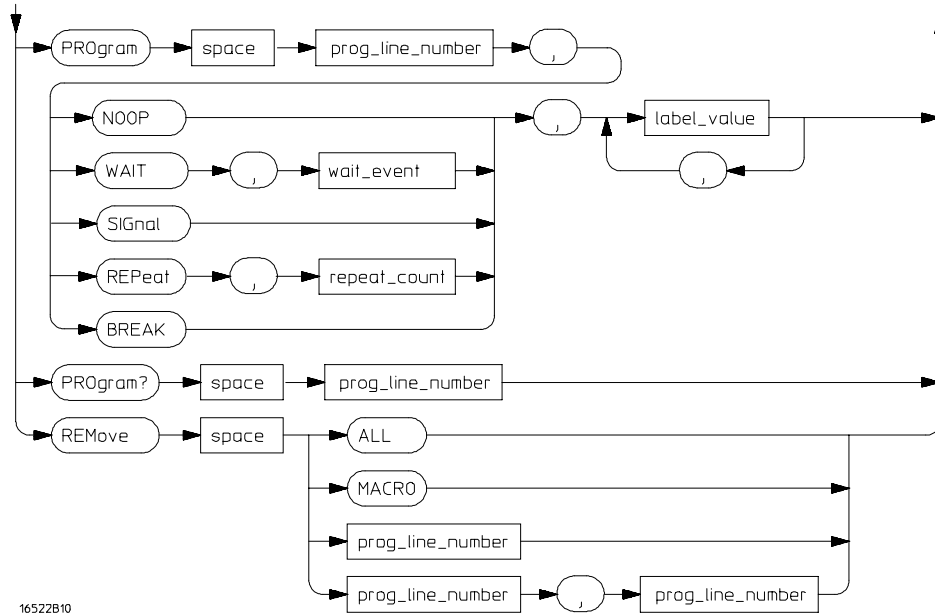 PROgram space prog_line_number ,
NOOP , label_value
WAIT , wait_event ,
SIGnal
REPeat , repeat_count
BREAK
PROgram? space prog_line_number
REMove space ALL
MACRO
prog_line_number
prog_line_number , prog_line_number
16522B10